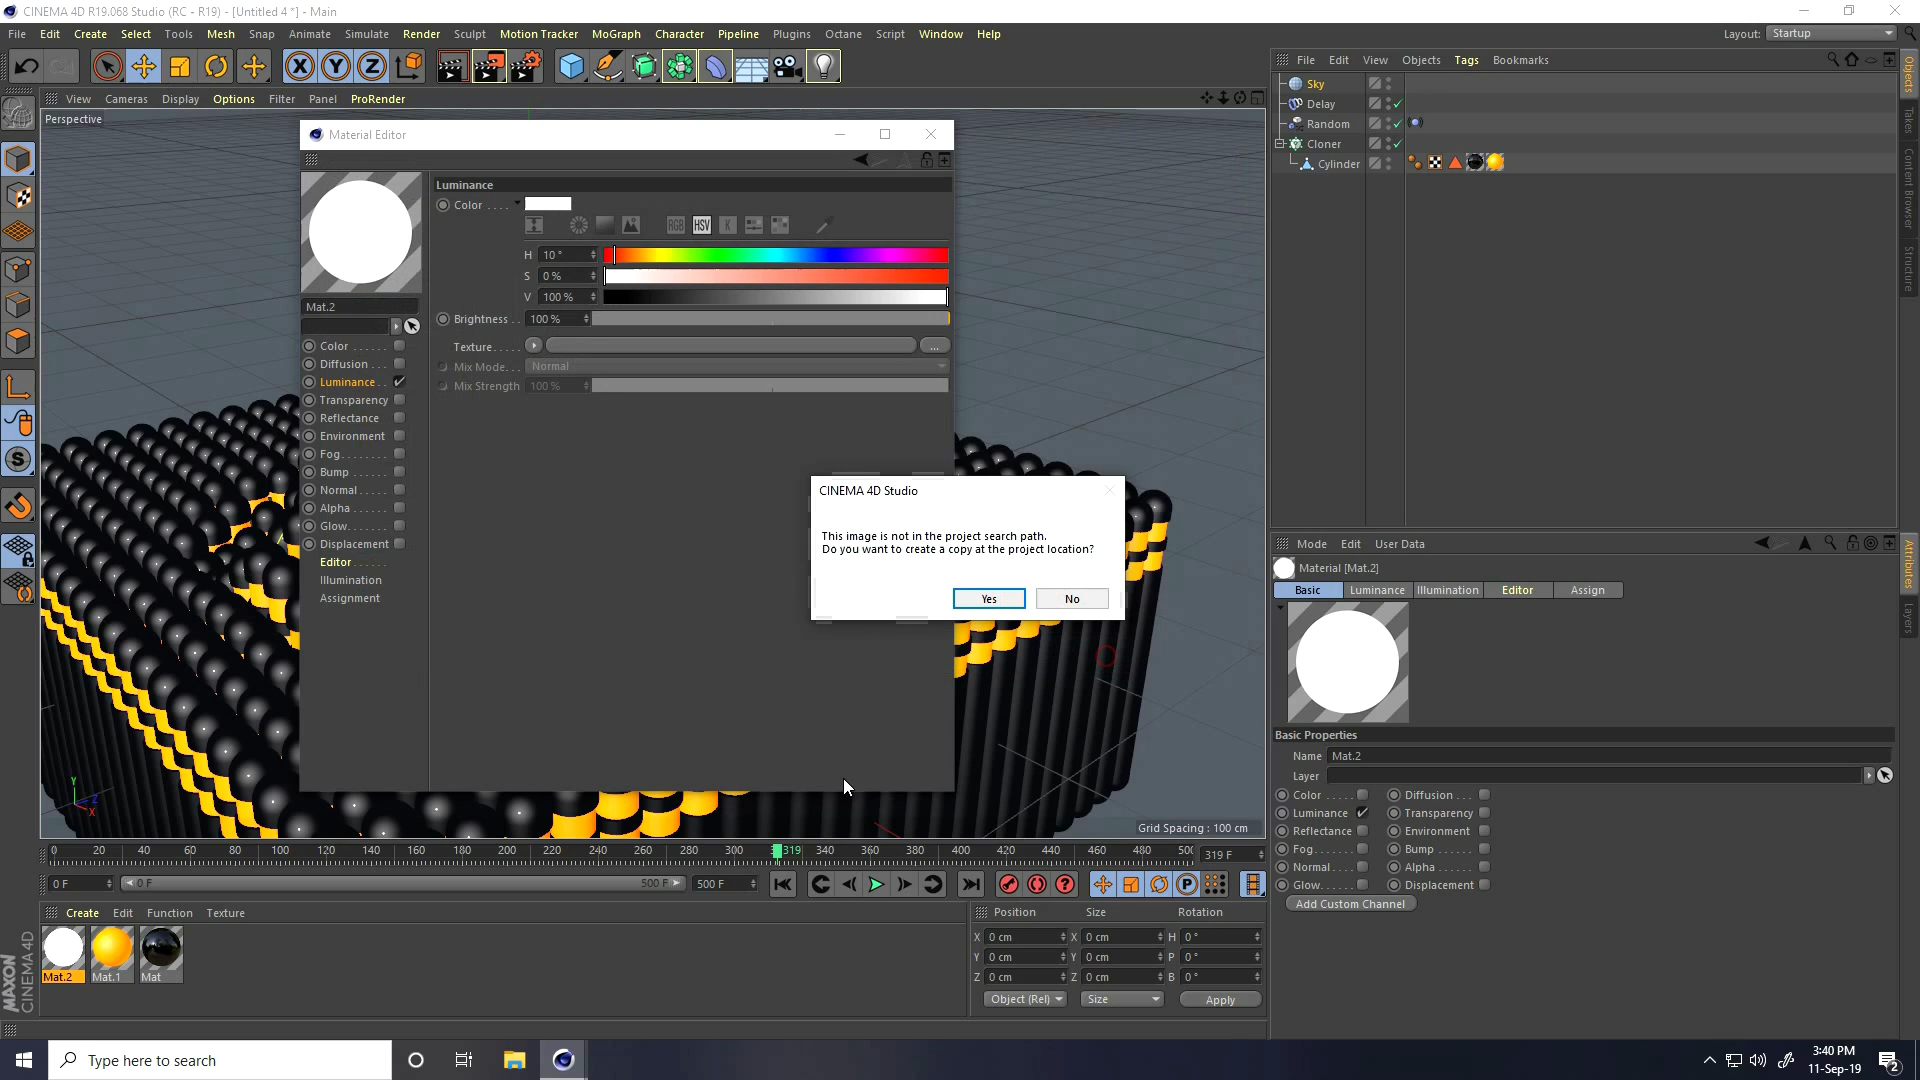 CINEMA 4D R19.068 Studio (RC - R19) - [Untitled 4 *] - Main
File Edit Create Select Tools Mesh Snap Animate Simulate Render Sculpt Motion Tracker MoGraph Character Pipeline Plugins Octane Script Window Help
Layout: Startup
View Cameras Display Options Filter Panel ProRender
Perspective
Material Editor
Luminance
Color ....
RGB HSV K
H 10 °
S 0 %
V 100 %
Brightness . . 100 %
Texture..... ...
Mix Mode... Normal
Mix Strength 100 %
Mat.2
Color ......
Diffusion ...
Luminance ..
Transparency
Reflectance
Environment
Fog........
Bump ......
Normal.....
Alpha ......
Glow.......
Displacement
Editor ......
Illumination
Assignment
CINEMA 4D Studio
This image is not in the project search path.
Do you want to create a copy at the project location?
Yes No
Grid Spacing : 100 cm
Y
Z
X
File Edit View Objects Tags Bookmarks
Sky
Delay
Random
Cloner
Cylinder
Objects
Takes
Content Browser
Structure
Mode Edit User Data
Material [Mat.2]
Basic Luminance Illumination Editor Assign
Attributes
Layers
Basic Properties
Name Mat.2
Layer
Color ..... Diffusion ...
Luminance Transparency
Reflectance Environment
Fog....... Bump ......
Normal.... Alpha ......
Glow...... Displacement
Add Custom Channel
0 20 40 60 80 100 120 140 160 180 200 220 240 260 280 300 319 340 360 380 400 420 440 460 480 319 F
0 F 0 F 500 F 500 F
Create Edit Function Texture
Mat.2 Mat.1 Mat
Position Size Rotation
X 0 cm X 0 cm H 0 °
Y 0 cm Y 0 cm P 0 °
Z 0 cm Z 0 cm B 0 °
Object (Rel) Size Apply
MAXON
CINEMA 4D
Type here to search
3:40 PM
11-Sep-19
2